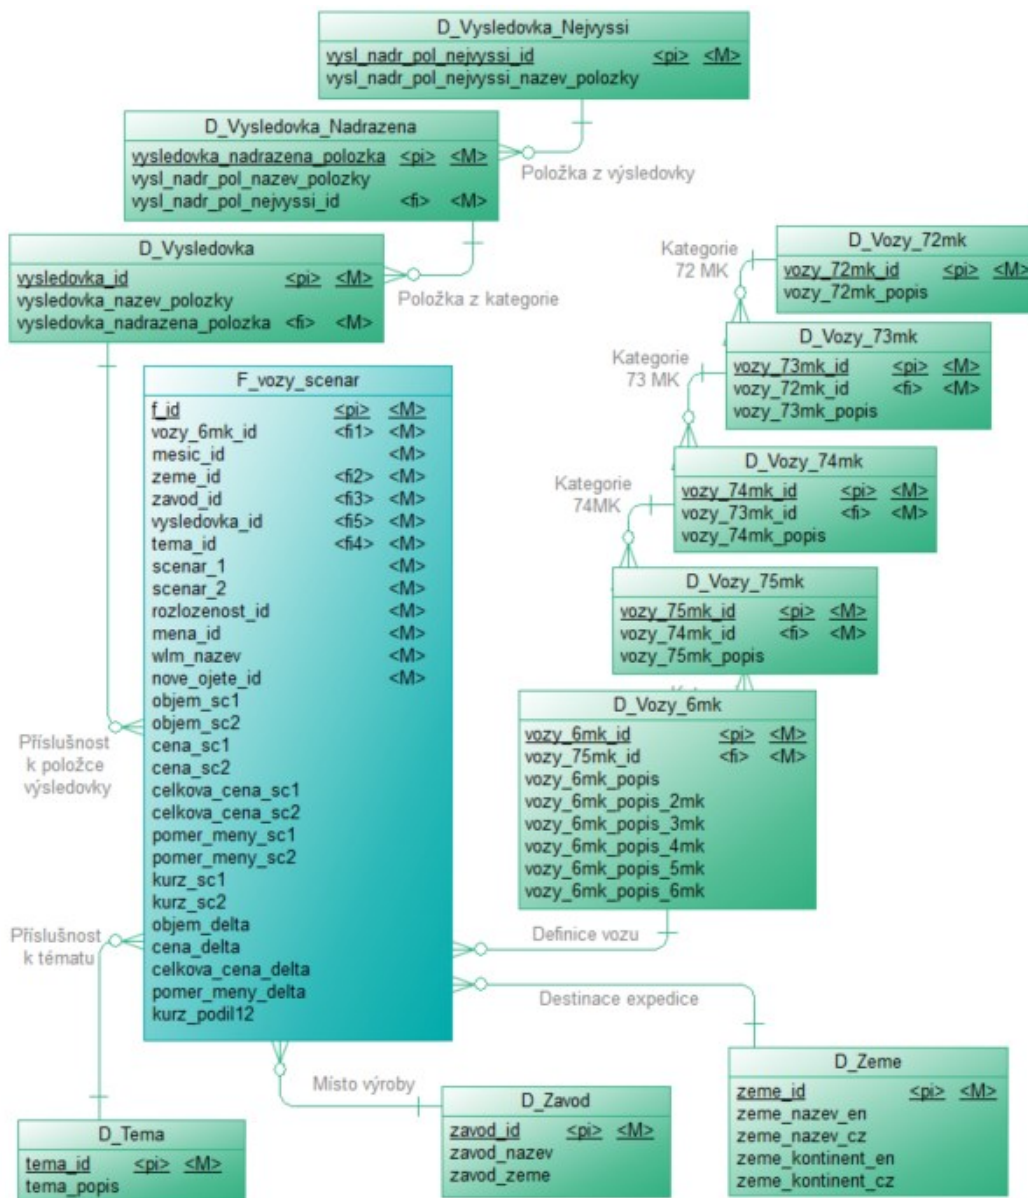 D_Vysledovka_Nejvyssi
vysl_nadr_pol_nejvyssi_id <pi> <M>
vysl_nadr_pol_nejvyssi_nazev_polozky
D_Vysledovka_Nadrazena
vysledovka_nadrazena_polozka <pi> <M>
vysl_nadr_pol_nazev_polozky
vysl_nadr_pol_nejvyssi_id <fi> <M>
Položka z výsledovky
D_Vysledovka
vysledovka_id <pi> <M>
vysledovka_nazev_polozky
vysledovka_nadrazena_polozka <fi> <M>
Položka z kategorie
D_Vozy_72mk
vozy_72mk_id <pi> <M>
vozy_72mk_popis
Kategorie
72 MK
D_Vozy_73mk
vozy_73mk_id <pi> <M>
vozy_72mk_id <fi> <M>
vozy_73mk_popis
Kategorie
73 MK
D_Vozy_74mk
vozy_74mk_id <pi> <M>
vozy_73mk_id <fi> <M>
vozy_74mk_popis
Kategorie
74MK
D_Vozy_75mk
vozy_75mk_id <pi> <M>
vozy_74mk_id <fi> <M>
vozy_75mk_popis
D_Vozy_6mk
vozy_6mk_id <pi> <M>
vozy_75mk_id <fi> <M>
vozy_6mk_popis
vozy_6mk_popis_2mk
vozy_6mk_popis_3mk
vozy_6mk_popis_4mk
vozy_6mk_popis_5mk
vozy_6mk_popis_6mk
F_vozy_scenar
f_id <pi> <M>
vozy_6mk_id <fi1> <M>
mesic_id <M>
zeme_id <fi2> <M>
zavod_id <fi3> <M>
vysledovka_id <fi5> <M>
tema_id <fi4> <M>
scenar_1 <M>
scenar_2 <M>
rozlozenost_id <M>
mena_id <M>
wlm_nazev <M>
nove_ojete_id <M>
objem_sc1
objem_sc2
cena_sc1
cena_sc2
celkova_cena_sc1
celkova_cena_sc2
pomer_meny_sc1
pomer_meny_sc2
kurz_sc1
kurz_sc2
objem_delta
cena_delta
celkova_cena_delta
pomer_meny_delta
kurz_podil12
Příslušnost
k položce
výsledovky
Příslušnost
k tématu
Definice vozu
Destinace expedice
Místo výroby
D_Tema
tema_id <pi> <M>
tema_popis
D_Zavod
zavod_id <pi> <M>
zavod_nazev
zavod_zeme
D_Zeme
zeme_id <pi> <M>
zeme_nazev_en
zeme_nazev_cz
zeme_kontinent_en
zeme_kontinent_cz